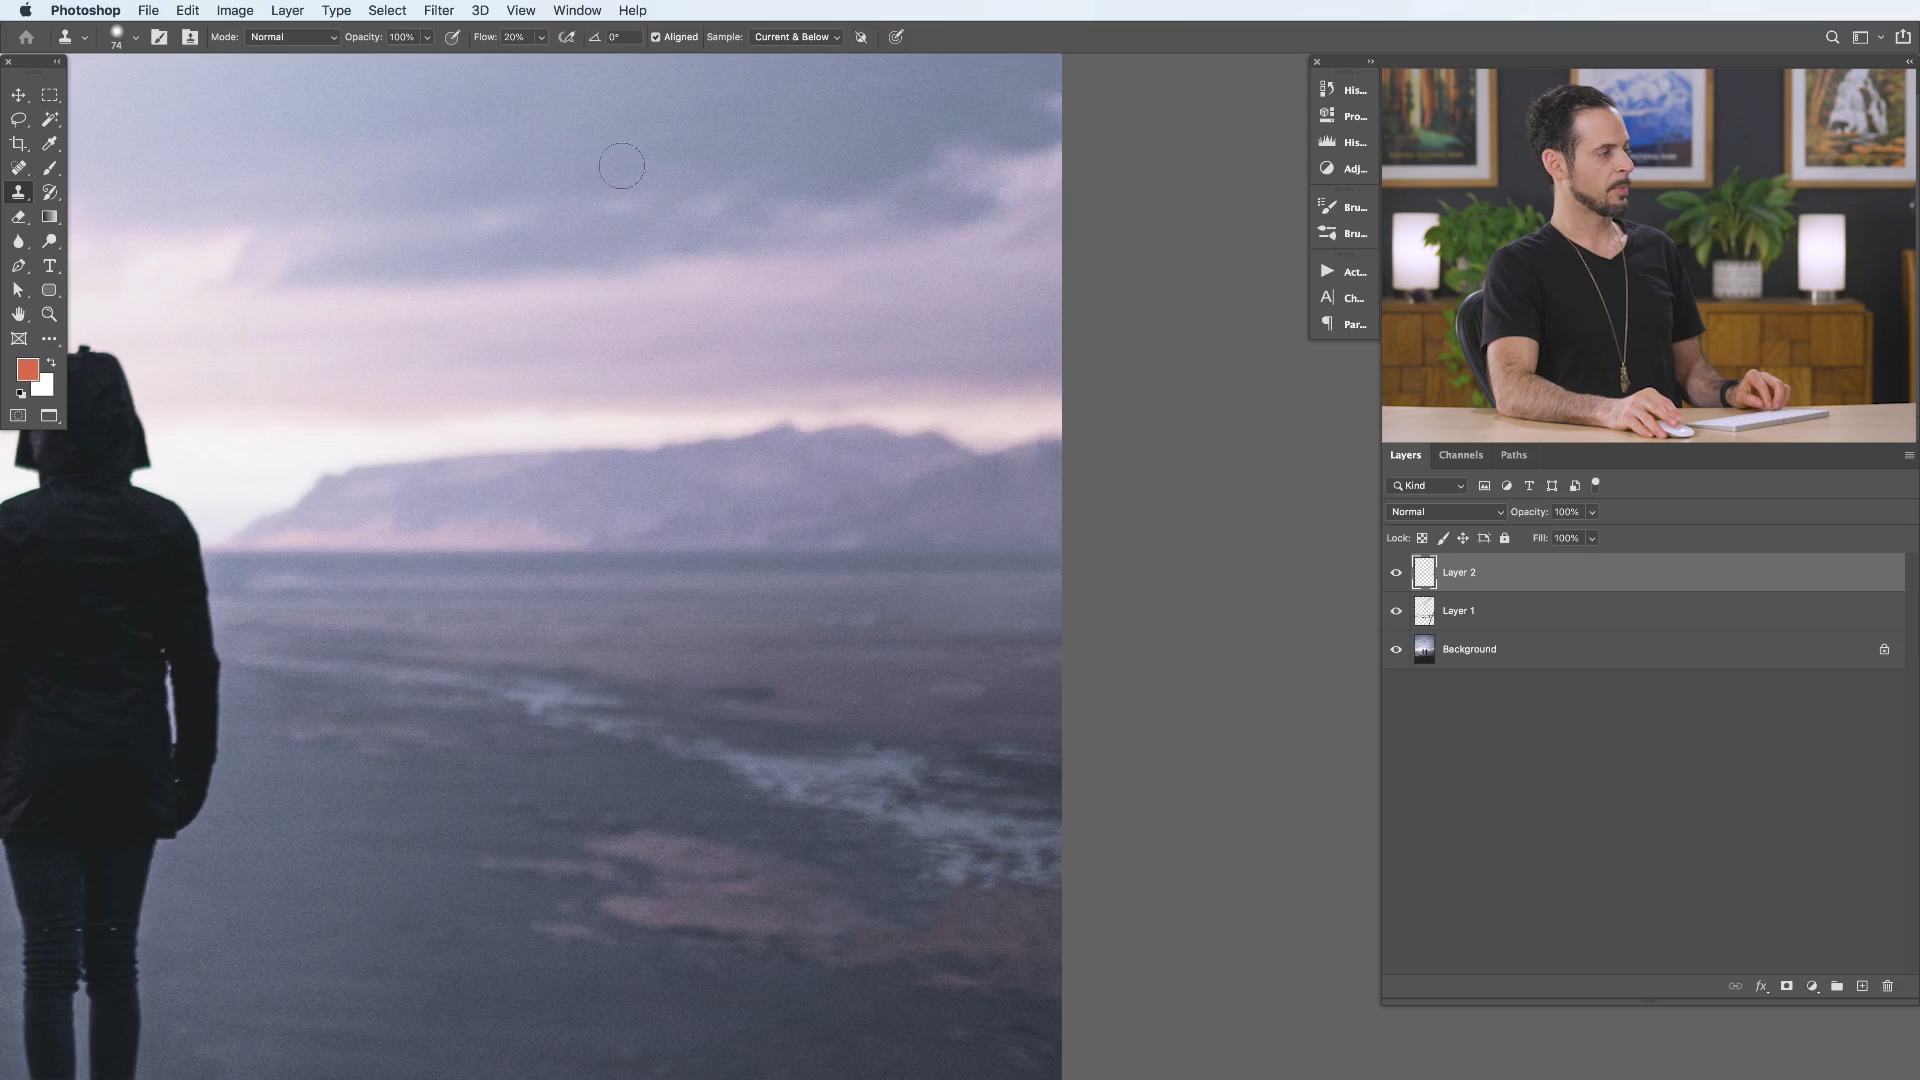 Photoshop File Edit Image Layer Type Select Filter 3D View Window Help
74 Mode: Normal Opacity: 100% Flow: 20% 0° Aligned Sample: Current & Below
His...
Pro...
His...
Adj...
Bru...
Bru...
Act...
Ch...
Par...
Layers Channels Paths
Kind
Normal Opacity: 100%
Lock: Fill: 100%
Layer 2
Layer 1
Background
fx